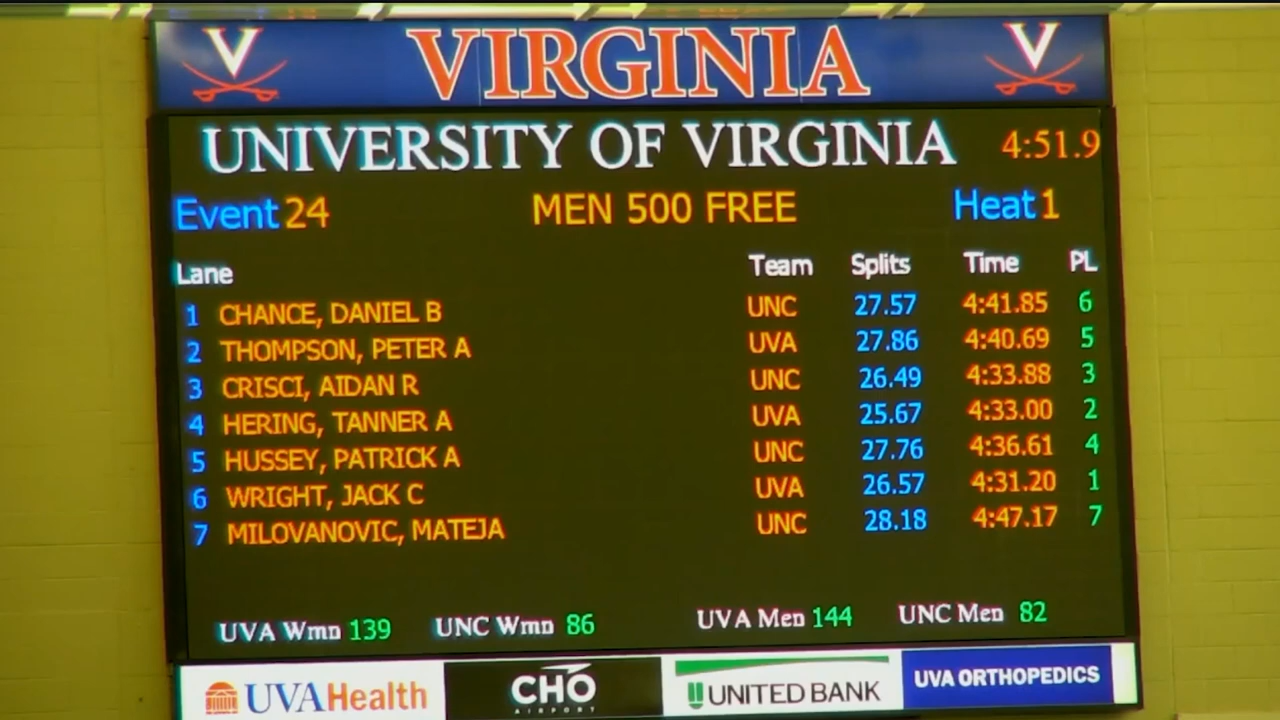 V VIRGINIA V
UNIVERSITY OF VIRGINIA 4:51.9
Event 24 MEN 500 FREE Heat 1
Lane Team Splits Time PL
1 CHANCE, DANIEL B UNC 27.57 4:41.85 6
2 THOMPSON, PETER A UVA 27.86 4:40.69 5
3 CRISCI, AIDAN R UNC 26.49 4:33.88 3
4 HERING, TANNER A UVA 25.67 4:33.00 2
5 HUSSEY, PATRICK A UNC 27.76 4:36.61 4
6 WRIGHT, JACK C UVA 26.57 4:31.20 1
7 MILOVANOVIC, MATEJA UNC 28.18 4:47.17 7
UVA Wmn 139 UNC Wmn 86 UVA Men 144 UNC Men 82
UVAHealth CHO AIRPORT UNITED BANK UVA ORTHOPEDICS